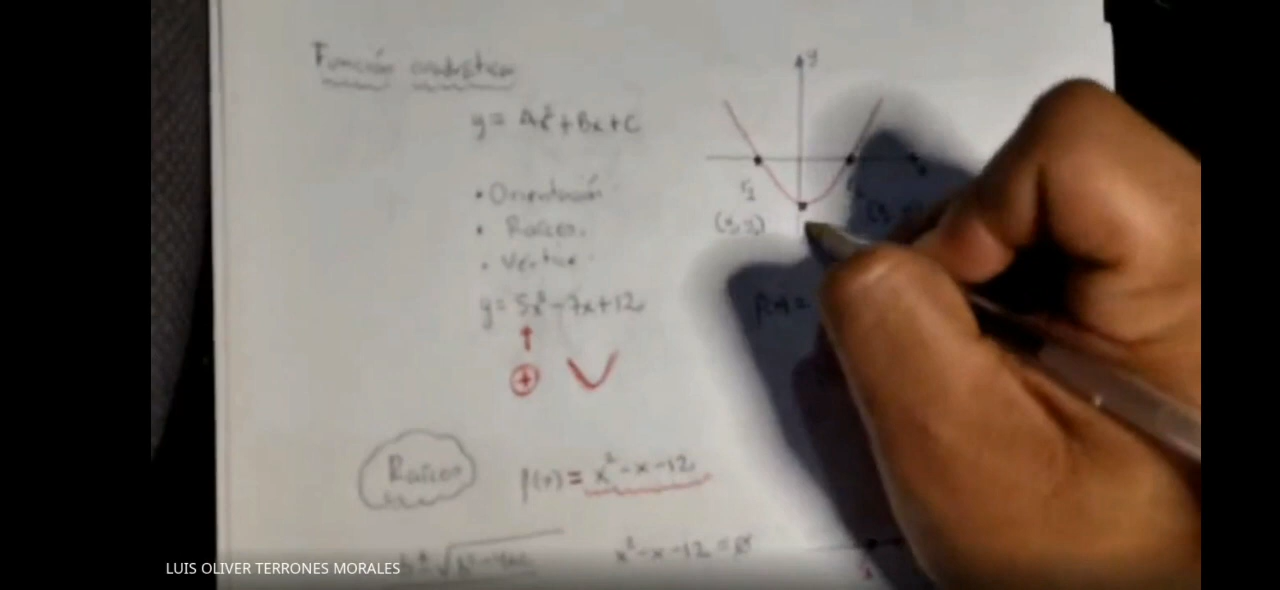 Función cuadrática
y = Ax²+Bx+C
• Orientación
• Raíces.
• Vértice
y = 5x²-7x+12
+
Raíces
f(x) = x²-x-12
x²-x-12=0
y
r₁
LUIS OLIVER TERRONES MORALES